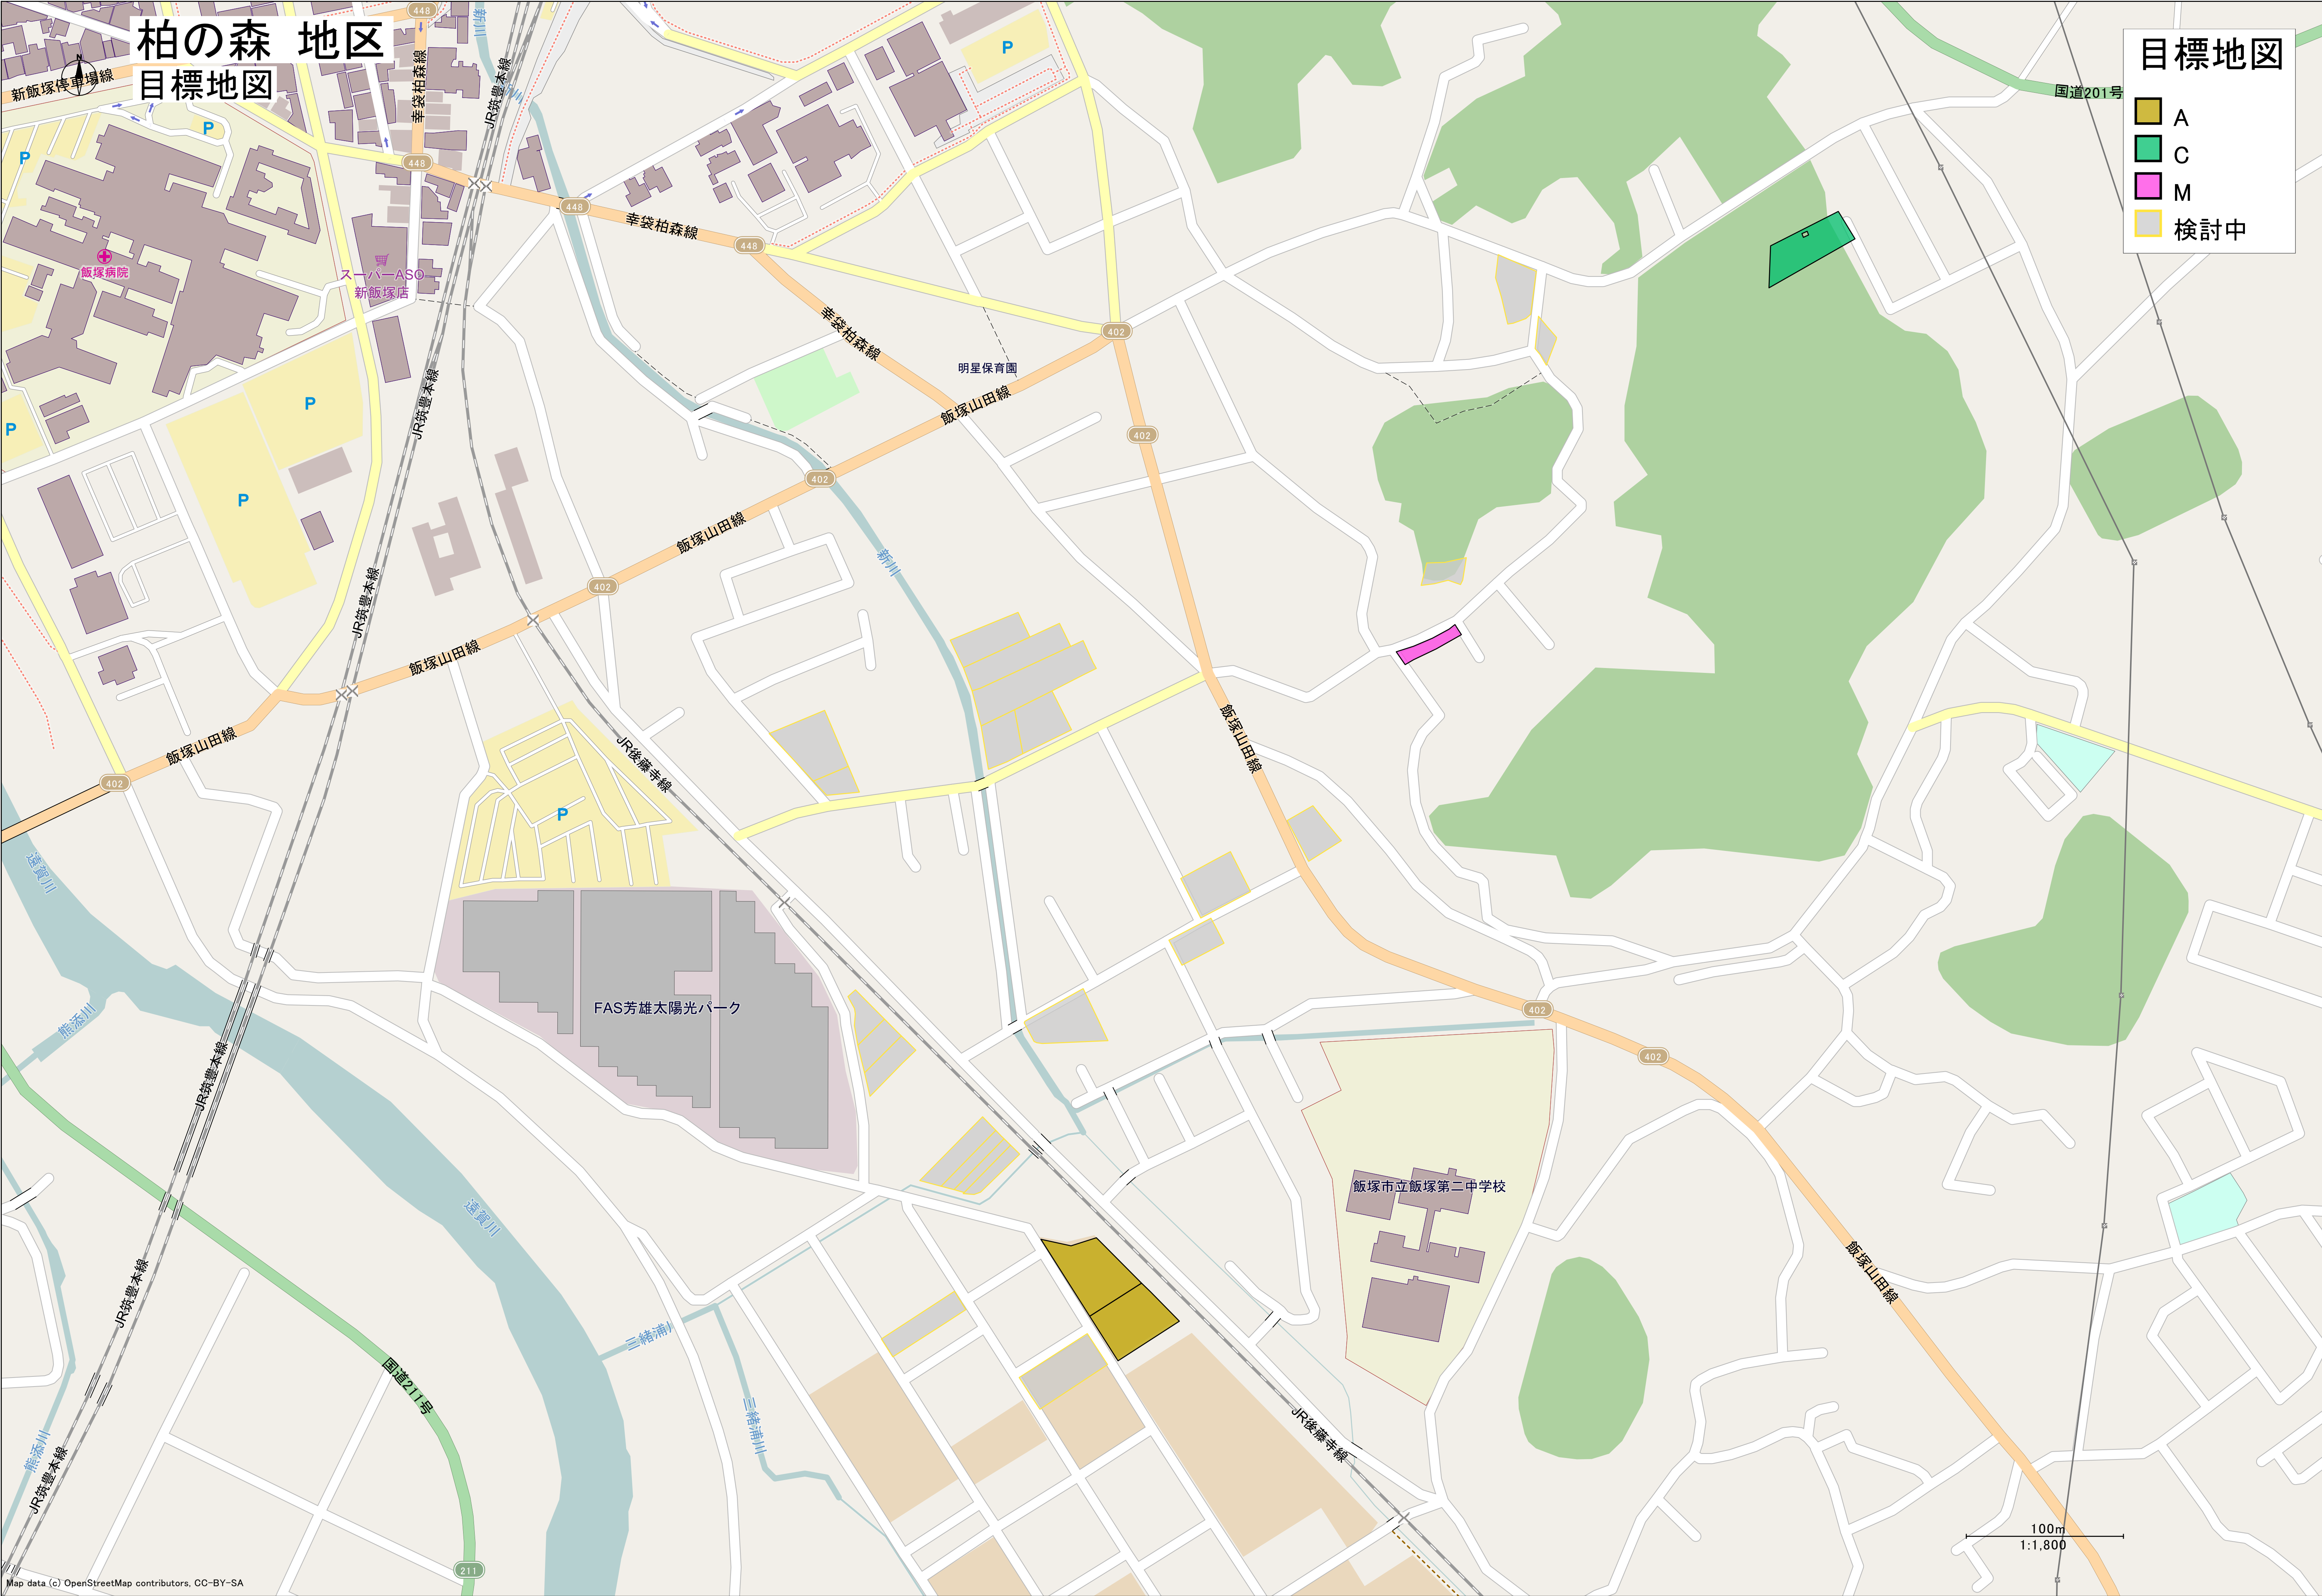 柏の森 地区
目標地図
N
新飯塚停車場線
448
幸袋柏森線
新川
JR筑豊本線
P
P
P
448
448
幸袋柏森線
448
国道201号
目標地図
A
C
M
検討中
飯塚病院
スーパーASO
新飯塚店
幸袋柏森線
402
明星保育園
飯塚山田線
JR筑豊本線
P
P
P
402
402
飯塚山田線
新川
402
JR筑豊本線
飯塚山田線
飯塚山田線
飯塚山田線
402
JR後藤寺線
P
遠賀川
FAS芳雄太陽光パーク
熊添川
402
402
JR筑豊本線
飯塚市立飯塚第二中学校
遠賀川
JR筑豊本線
飯塚山田線
三緒浦川
国道211号
三緒浦川
JR後藤寺線
熊添川
JR筑豊本線
211
100m
1:1,800
Map data (c) OpenStreetMap contributors, CC-BY-SA